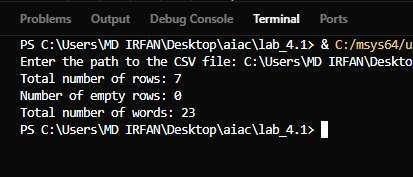 Problems Output Debug Console Terminal Ports
PS C:\Users\MD IRFAN\Desktop\aiac\lab_4.1> & C:/msys64/u
Enter the path to the CSV file: C:\Users\MD IRFAN\Desktop
Total number of rows: 7
Number of empty rows: 0
Total number of words: 23
PS C:\Users\MD IRFAN\Desktop\aiac\lab_4.1>